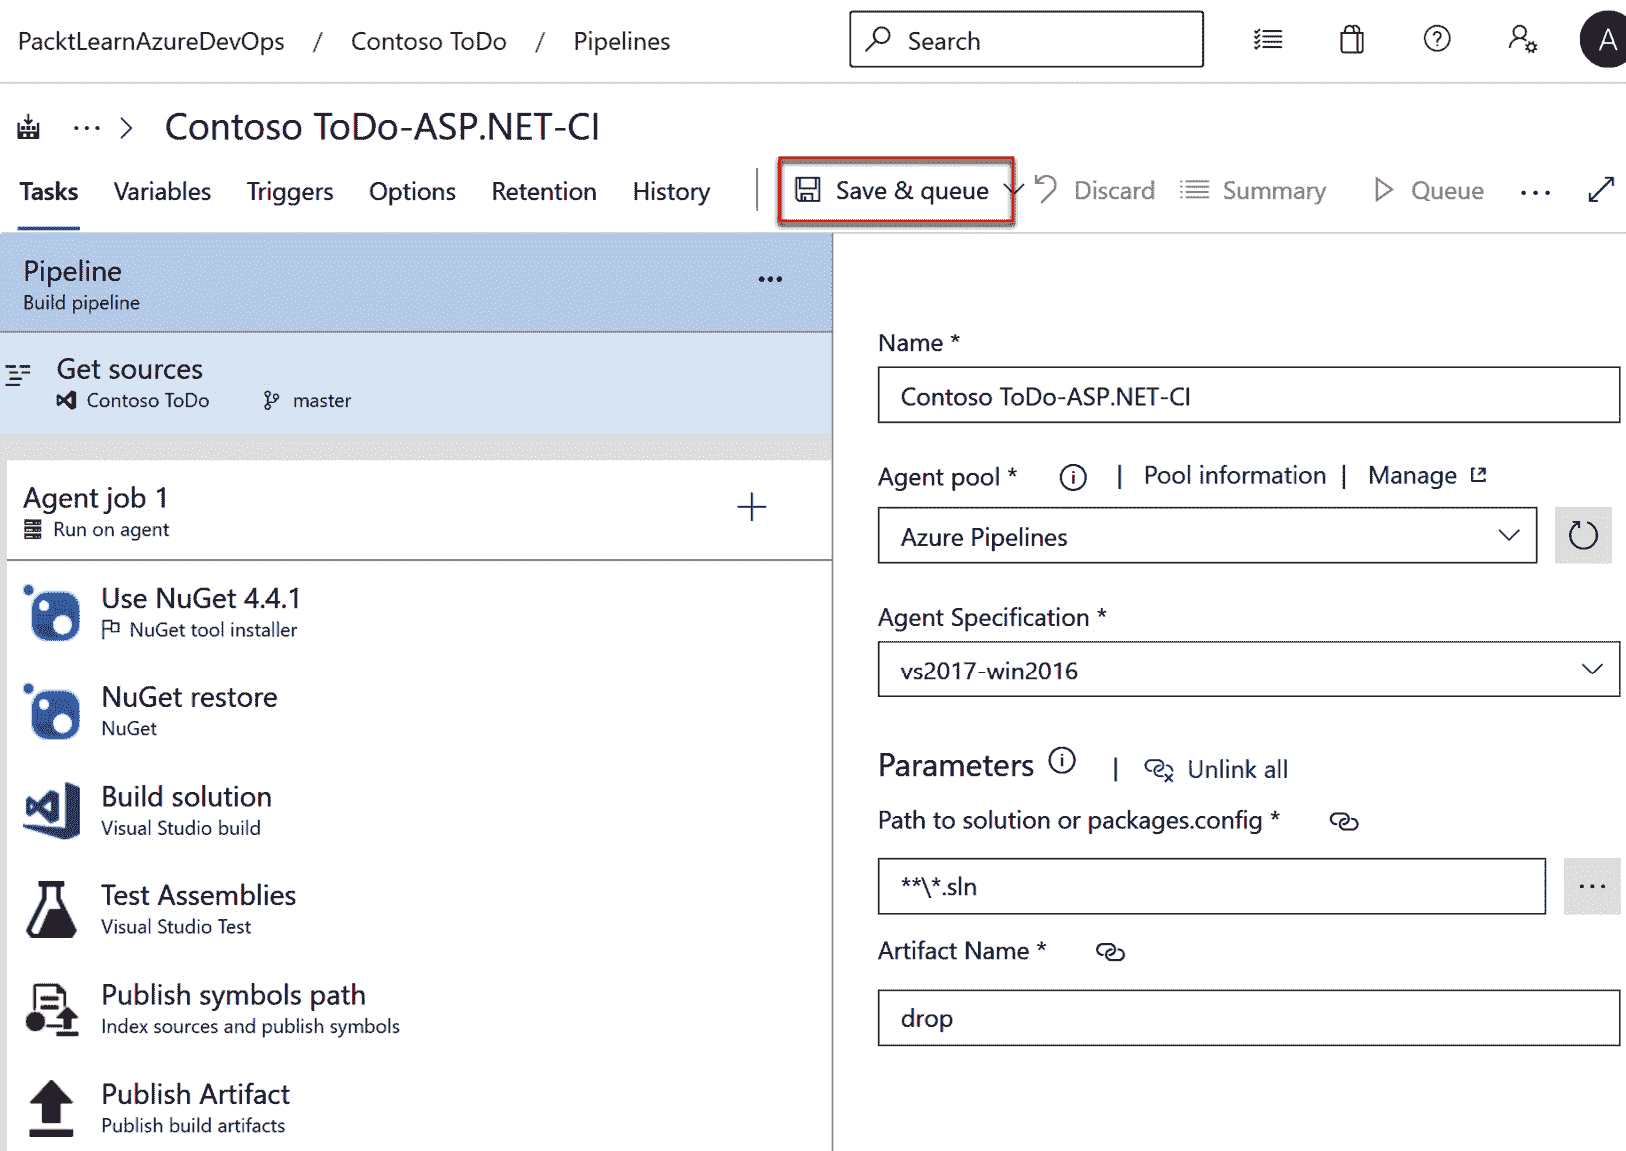 PacktLearnAzureDevOps / Contoso ToDo / Pipelines
Search
A
··· > Contoso ToDo-ASP.NET-CI
Tasks Variables Triggers Options Retention History | Save & queue Discard Summary Queue ···
Pipeline
Build pipeline
Get sources
Contoso ToDo master
Agent job 1
Run on agent
Use NuGet 4.4.1
NuGet tool installer
NuGet restore
NuGet
Build solution
Visual Studio build
Test Assemblies
Visual Studio Test
Publish symbols path
Index sources and publish symbols
Publish Artifact
Publish build artifacts
Name *
Contoso ToDo-ASP.NET-CI
Agent pool * | Pool information | Manage
Azure Pipelines
Agent Specification *
vs2017-win2016
Parameters | Unlink all
Path to solution or packages.config *
**\*.sln
Artifact Name *
drop